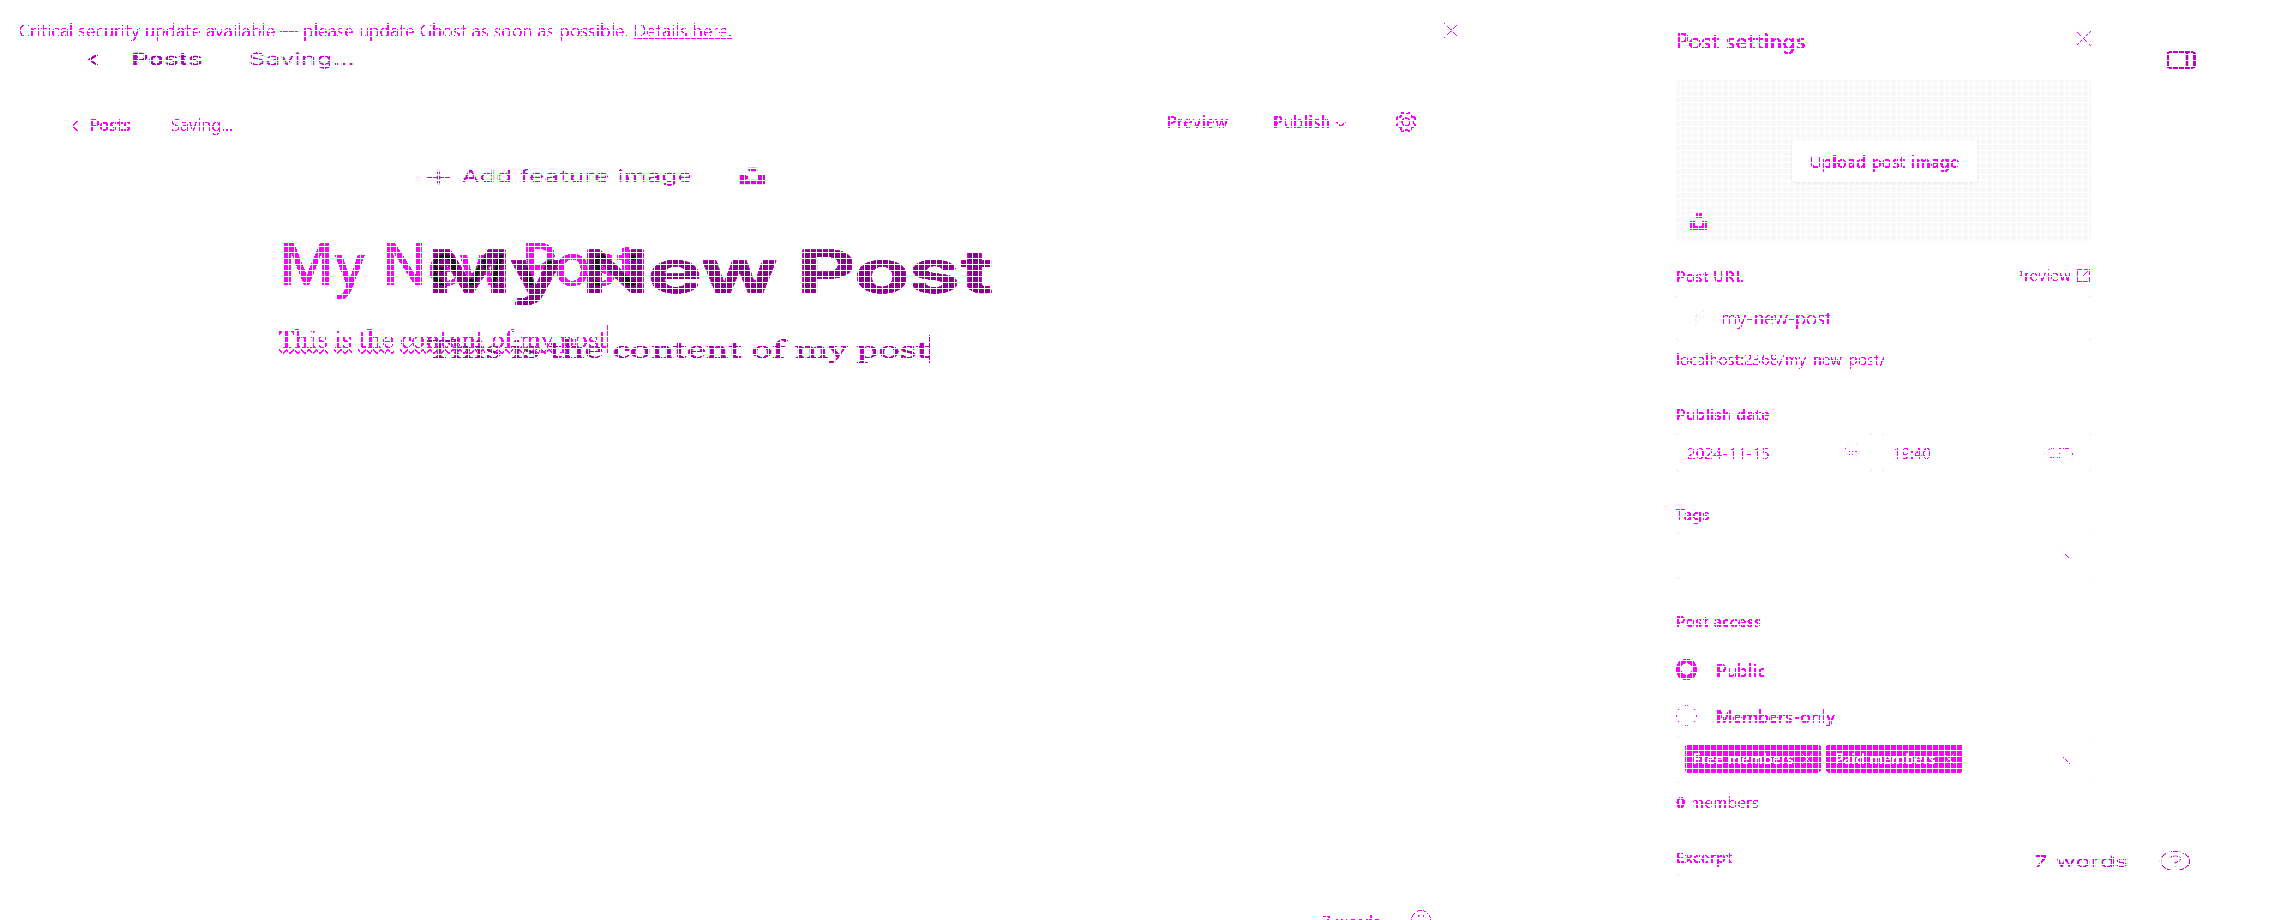 Critical security update available — please update Ghost as soon as possible. Details here.
Posts Saving...
Posts Saving...
Preview Publish
Add feature image
My New Post
My New Post
This is the content of my post
This is the content of my post
Post settings
Upload post image
Post URL
my-new-post
localhost:2368/my-new-post/
Publish date
2024-11-15
Tags
Post access
Public
Members-only
Free members Paid members
0 members
Excerpt
7 words
7 words